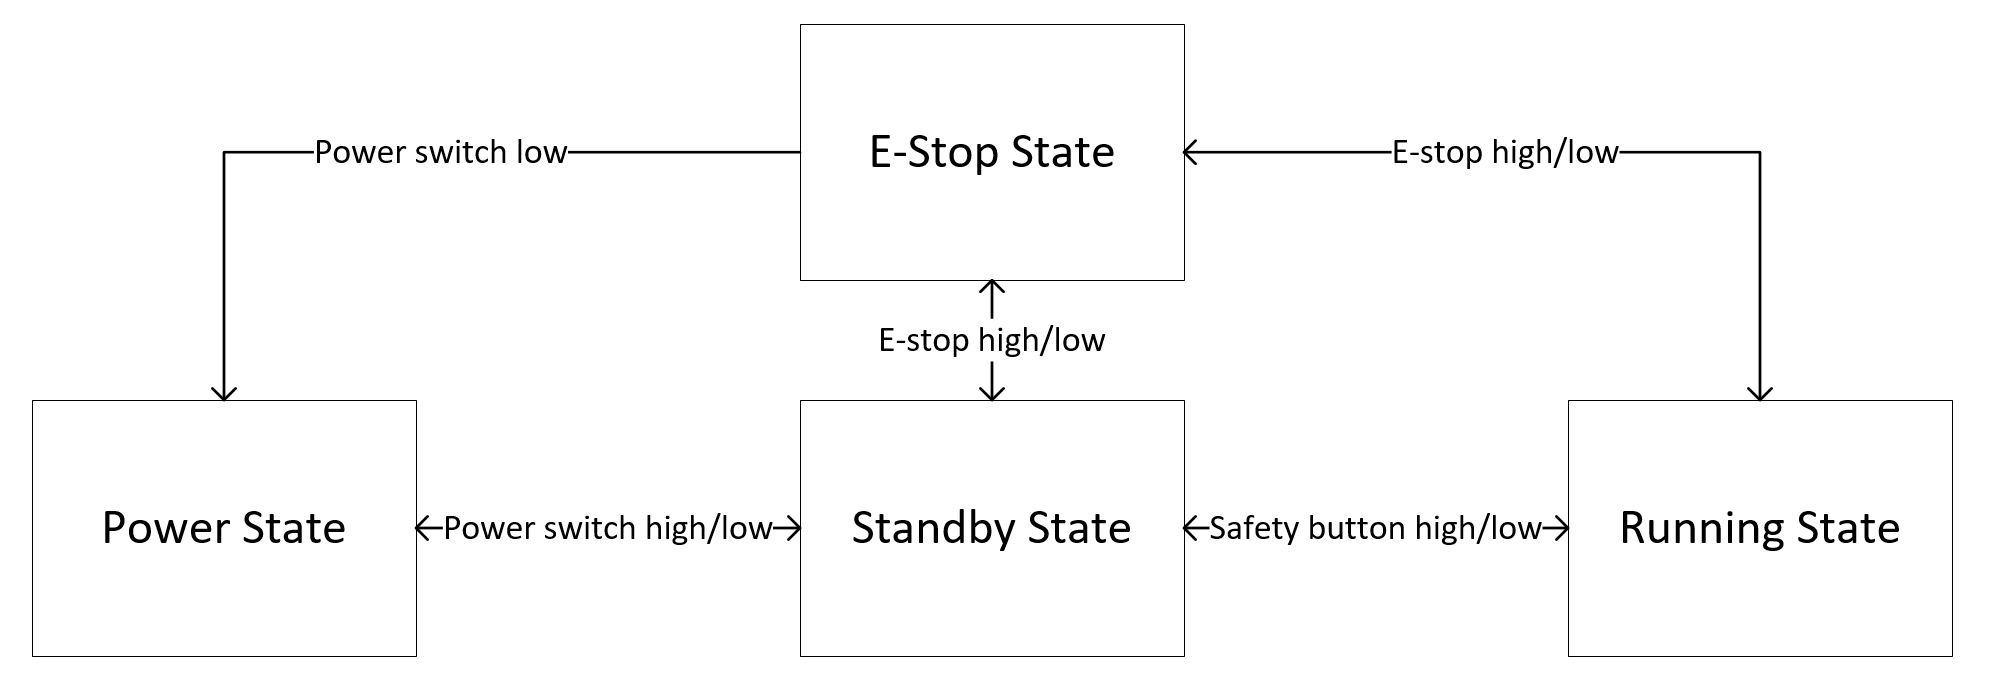 E-Stop State
Power switch low
E-stop high/low
E-stop high/low
Power State
Power switch high/low
Standby State
Safety button high/low
Running State